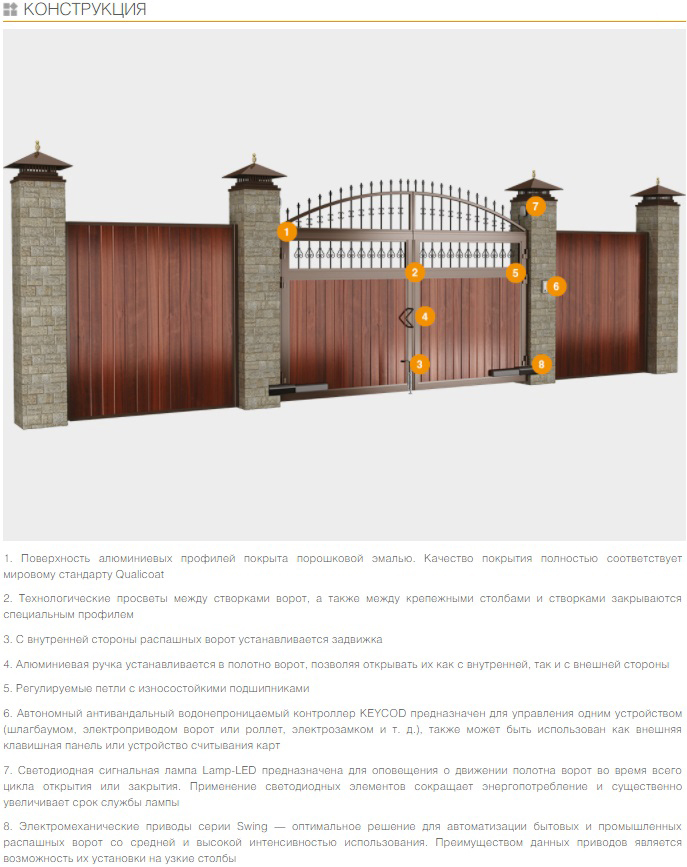 КОНСТРУКЦИЯ
1
7
2
5
6
4
3
8
1. Поверхность алюминиевых профилей покрыта порошковой эмалью. Качество покрытия полностью соответствует
мировому стандарту Qualicoat
2. Технологические просветы между створками ворот, а также между крепежными столбами и створками закрываются
специальным профилем
3. С внутренней стороны распашных ворот устанавливается задвижка
4. Алюминиевая ручка устанавливается в полотно ворот, позволяя открывать их как с внутренней, так и с внешней стороны
5. Регулируемые петли с износостойкими подшипниками
6. Автономный антивандальный водонепроницаемый контроллер KEYCOD предназначен для управления одним устройством
(шлагбаумом, электроприводом ворот или роллет, электрозамком и т. д.), также может быть использован как внешняя
клавишная панель или устройство считывания карт
7. Светодиодная сигнальная лампа Lamp-LED предназначена для оповещения о движении полотна ворот во время всего
цикла открытия или закрытия. Применение светодиодных элементов сокращает энергопотребление и существенно
увеличивает срок службы лампы
8. Электромеханические приводы серии Swing — оптимальное решение для автоматизации бытовых и промышленных
распашных ворот со средней и высокой интенсивностью использования. Преимуществом данных приводов является
возможность их установки на узкие столбы